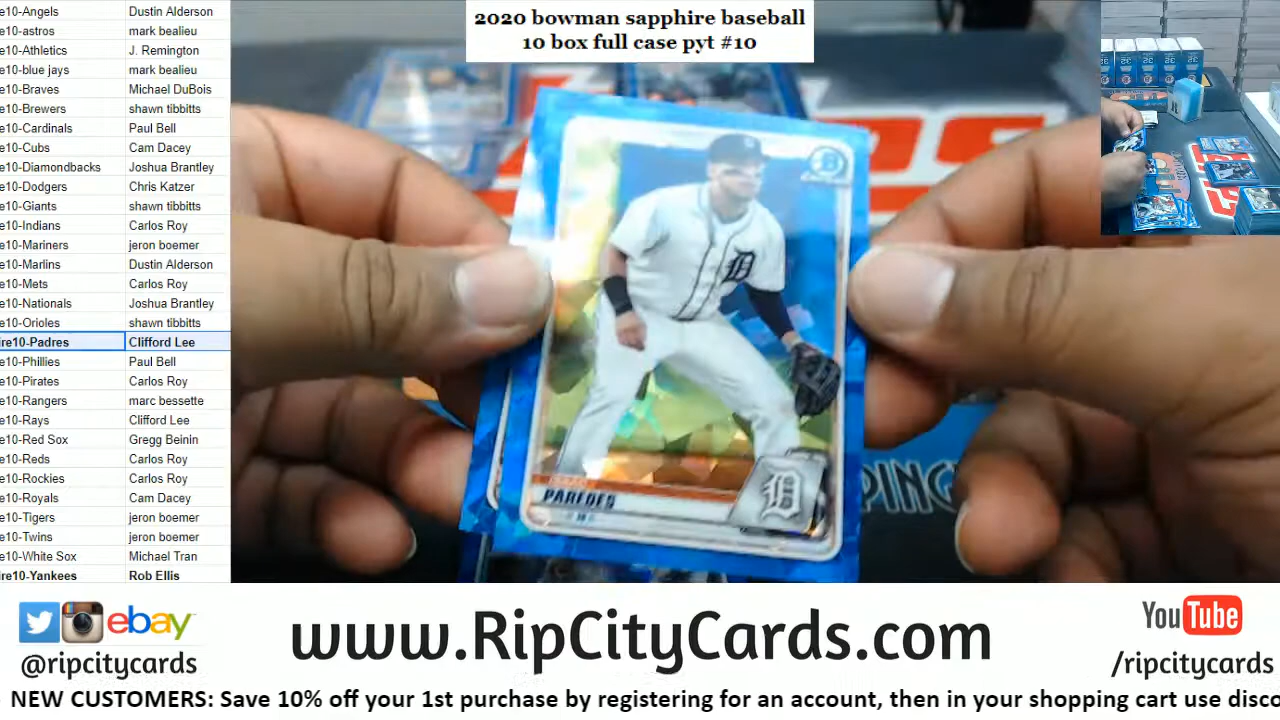 2020 bowman sapphire baseball
10 box full case pyt #10
e10-Angels Dustin Alderson
e10-astros mark bealieu
e10-Athletics J. Remington
e10-blue jays mark bealieu
e10-Braves Michael DuBois
e10-Brewers shawn tibbitts
e10-Cardinals Paul Bell
e10-Cubs Cam Dacey
e10-Diamondbacks Joshua Brantley
e10-Dodgers Chris Katzer
e10-Giants shawn tibbitts
e10-Indians Carlos Roy
e10-Mariners jeron boemer
e10-Marlins Dustin Alderson
e10-Mets Carlos Roy
e10-Nationals Joshua Brantley
e10-Orioles shawn tibbitts
ire10-Padres Clifford Lee
e10-Phillies Paul Bell
e10-Pirates Carlos Roy
e10-Rangers marc bessette
e10-Rays Clifford Lee
e10-Red Sox Gregg Beinin
e10-Reds Carlos Roy
e10-Rockies Carlos Roy
e10-Royals Cam Dacey
e10-Tigers jeron boemer
e10-Twins jeron boemer
e10-White Sox Michael Tran
ire10-Yankees Rob Ellis
D
PAREDES
PING
ebay
@ripcitycards
www.RipCityCards.com
YouTube
/ripcitycards
NEW CUSTOMERS: Save 10% off your 1st purchase by registering for an account, then in your shopping cart use disco